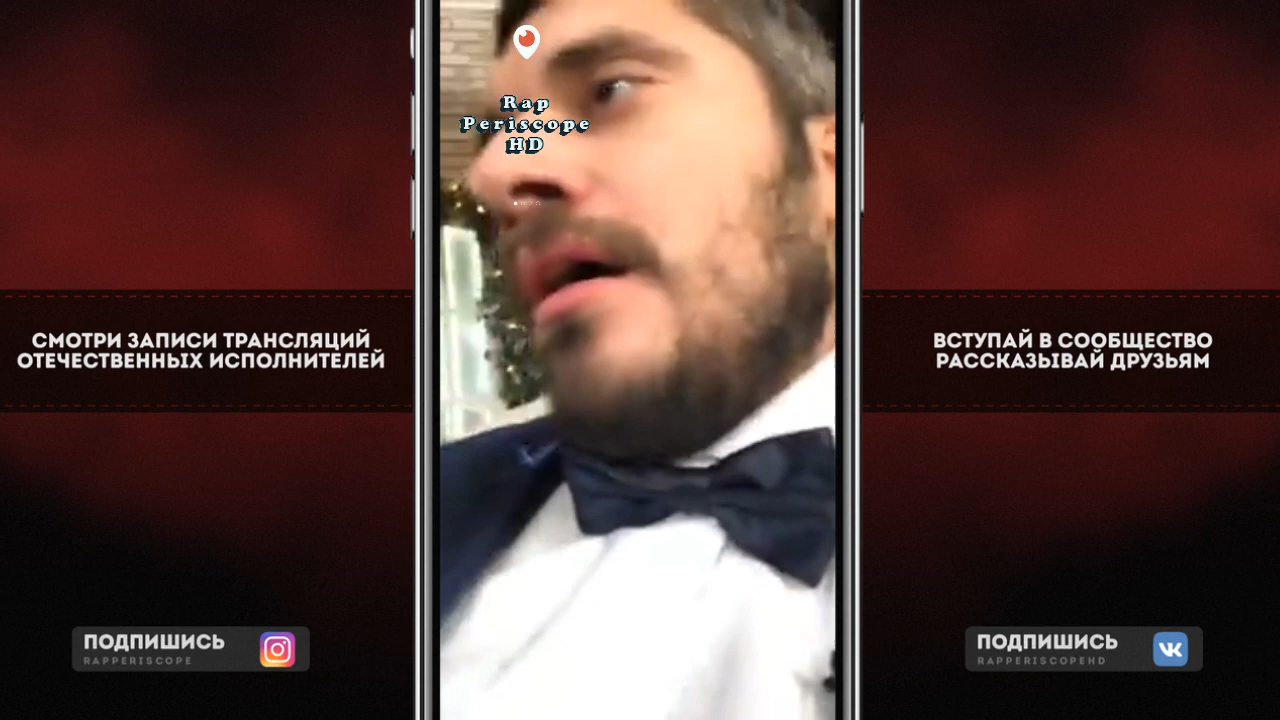 Rap
Periscope
HD
СМОТРИ ЗАПИСИ ТРАНСЛЯЦИЙ
ОТЕЧЕСТВЕННЫХ ИСПОЛНИТЕЛЕЙ
ВСТУПАЙ В СООБЩЕСТВО
РАССКАЗЫВАЙ ДРУЗЬЯМ
ПОДПИШИСЬ
RAPPERISCOPE
ПОДПИШИСЬ
RAPPERISCOPEHD